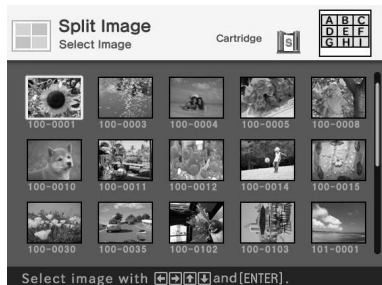 Split Image
Select Image
Cartridge
S
A B C
D E F
G H I
100-0001 100-0003 100-0004 100-0005 100-0008
100-0010 100-0011 100-0012 100-0014 100-0015
100-0030 100-0035 100-0102 100-0103 101-0001
Select image with ←→↑↓ and [ENTER].